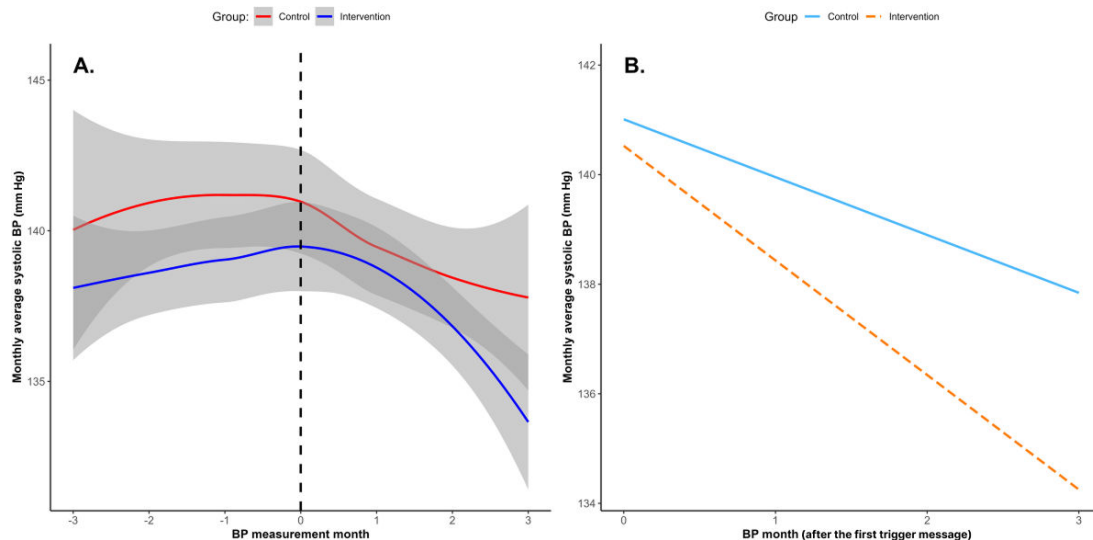 Group: Control Intervention
A.
Monthly average systolic BP (mm Hg)
145
140
135
-3 -2 -1 0 1 2 3
BP measurement month
Group Control Intervention
B.
Monthly average systolic BP (mm Hg)
142
140
138
136
134
0 1 2 3
BP month (after the first trigger message)